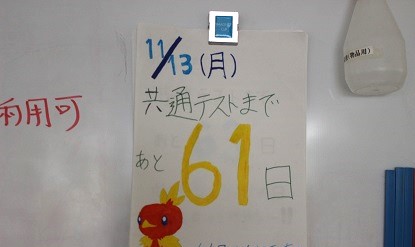 11/13(月)
共通テストまで
あと61日
利用可